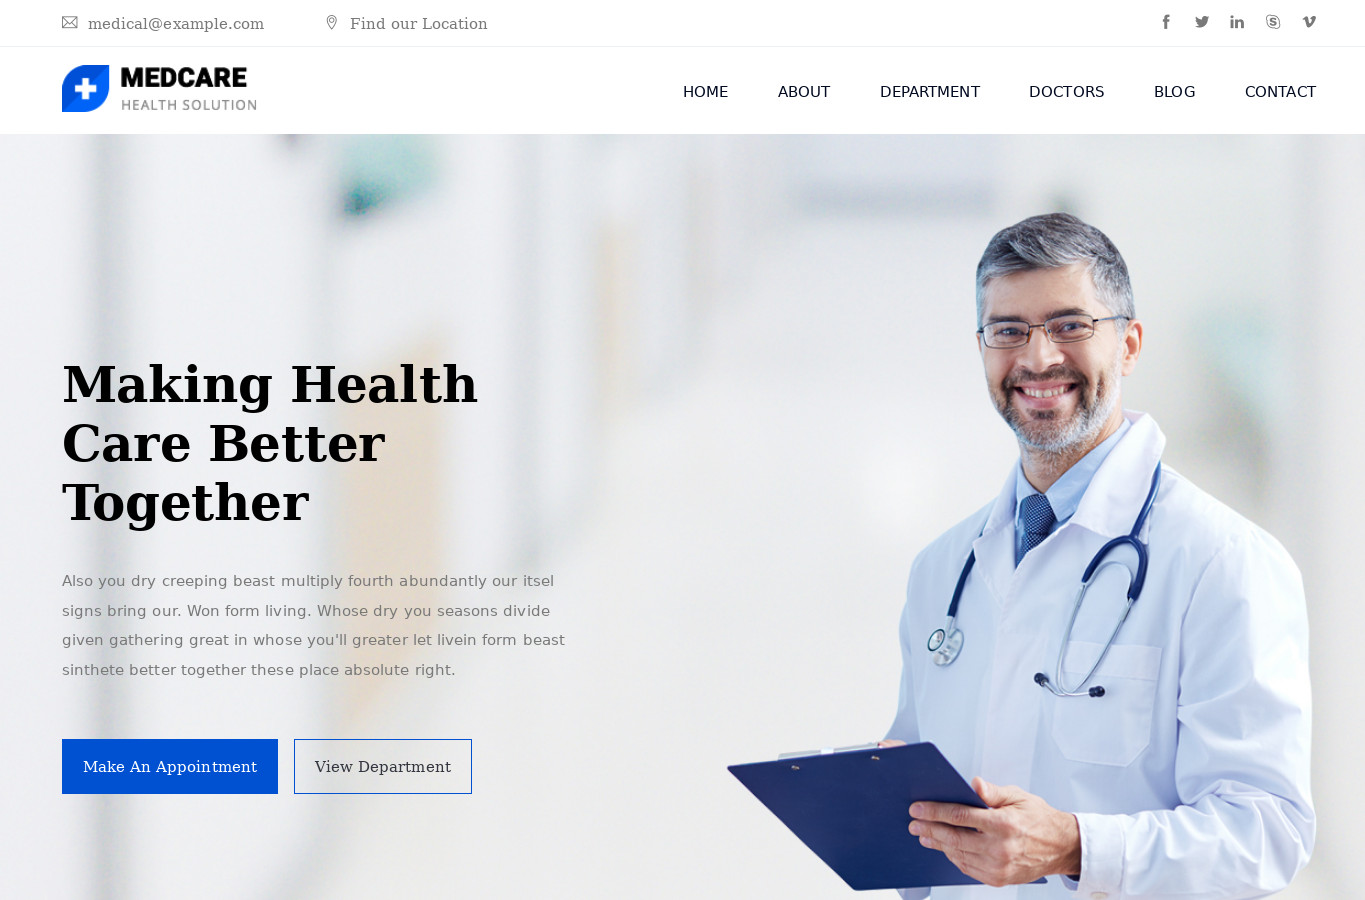 medical@example.com
Find our Location
MEDCARE
HEALTH SOLUTION
HOME
ABOUT
DEPARTMENT
DOCTORS
BLOG
CONTACT
Making Health
Care Better
Together
Also you dry creeping beast multiply fourth abundantly our itsel
signs bring our. Won form living. Whose dry you seasons divide
given gathering great in whose you'll greater let livein form beast
sinthete better together these place absolute right.
Make An Appointment
View Department